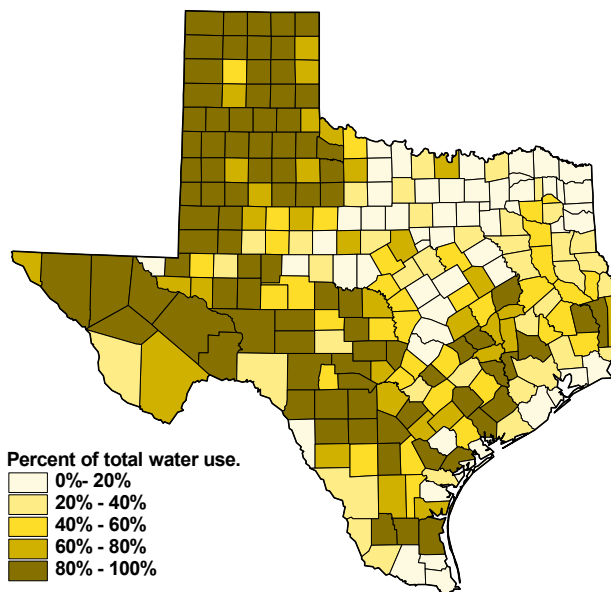 Percent of total water use.
0%- 20%
20% - 40%
40% - 60%
60% - 80%
80% - 100%